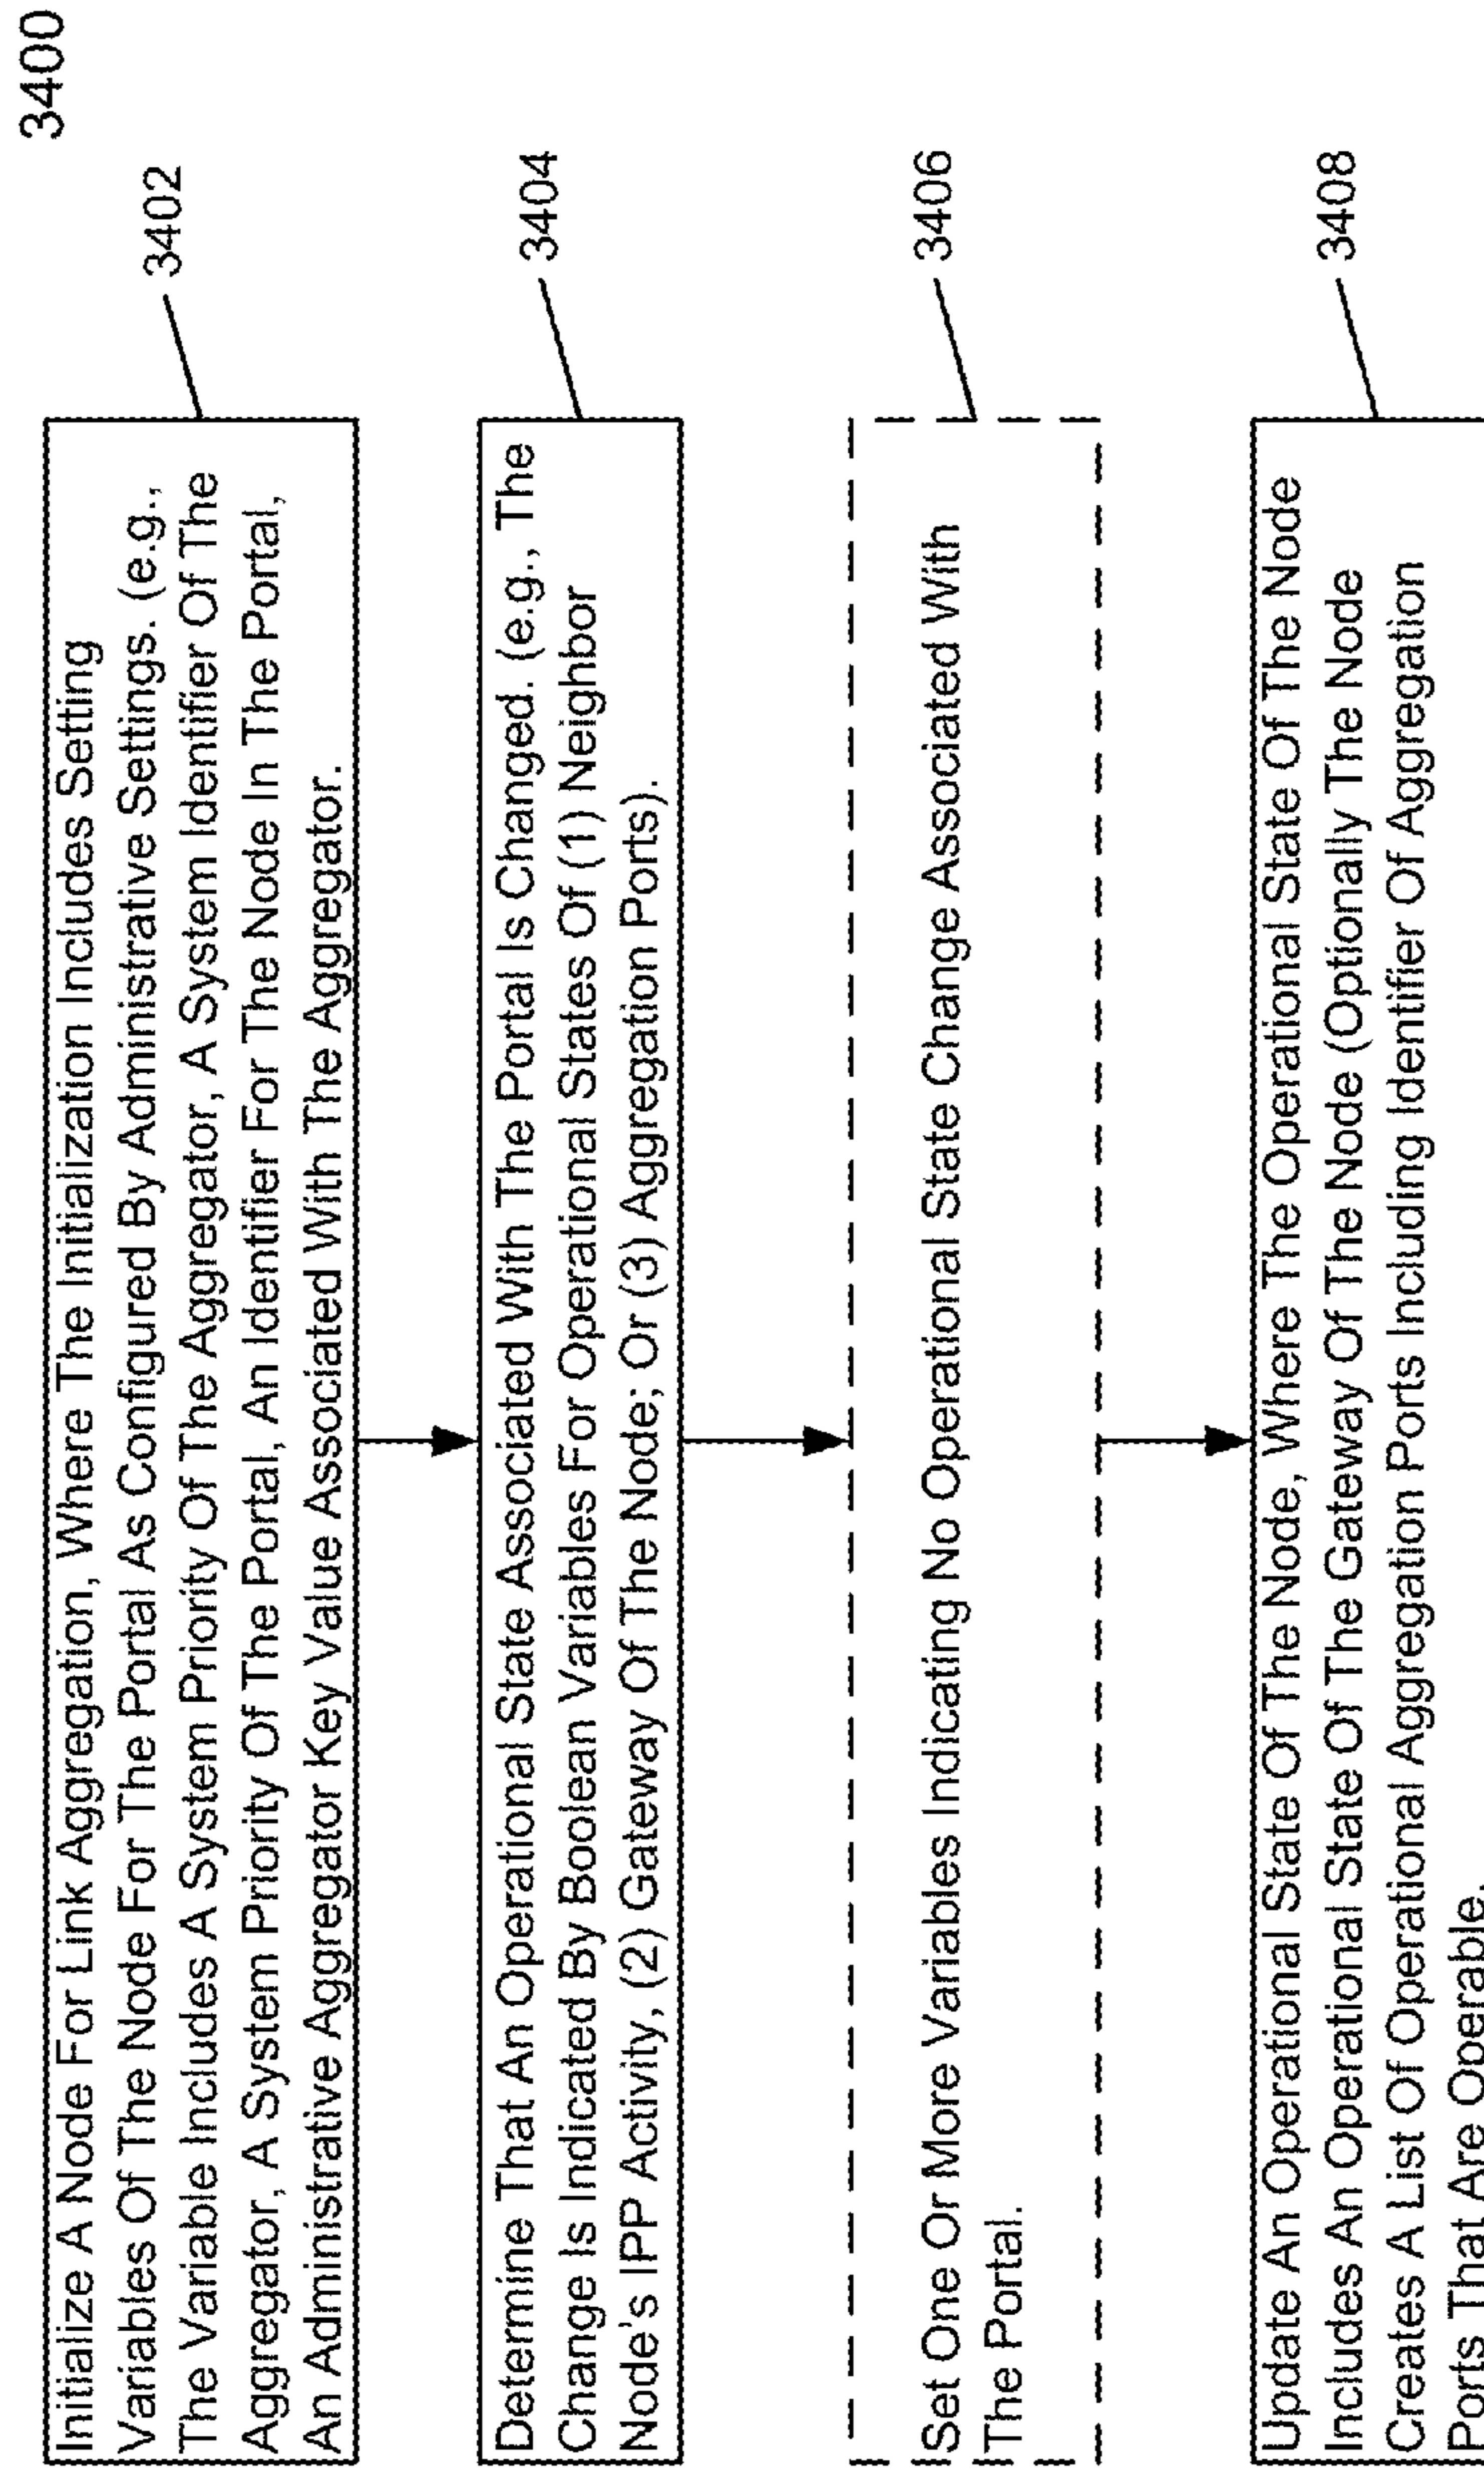 3400
Initialize A Node For Link Aggregation, Where The Initialization Includes Setting
Variables Of The Node For The Portal As Configured By Administrative Settings. (e.g.,
The Variable Includes A System Priority Of The Aggregator, A System Identifier Of The
Aggregator, A System Priority Of The Portal, An Identifier For The Node In The Portal,
An Administrative Aggregator Key Value Associated With The Aggregator.
3402
Determine That An Operational State Associated With The Portal Is Changed. (e.g., The
Change Is Indicated By Boolean Variables For Operational States Of (1) Neighbor
Node's IPP Activity, (2) Gateway Of The Node; Or (3) Aggregation Ports).
3404
Set One Or More Variables Indicating No Operational State Change Associated With
The Portal.
3406
Update An Operational State Of The Node, Where The Operational State Of The Node
Includes An Operational State Of The Gateway Of The Node (Optionally The Node
Creates A List Of Operational Aggregation Ports Including Identifier Of Aggregation
Ports That Are Operable.
3408